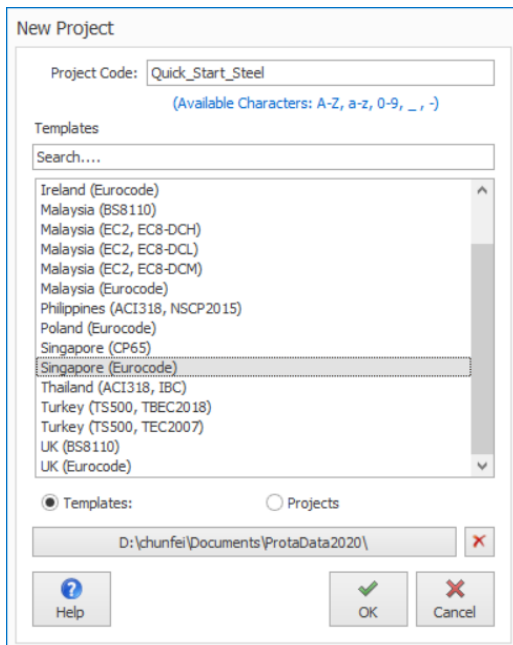 New Project
Project Code: Quick_Start_Steel
(Available Characters: A-Z, a-z, 0-9, _ , -)
Templates
Search....
Ireland (Eurocode)
Malaysia (BS8110)
Malaysia (EC2, EC8-DCH)
Malaysia (EC2, EC8-DCL)
Malaysia (EC2, EC8-DCM)
Malaysia (Eurocode)
Philippines (ACI318, NSCP2015)
Poland (Eurocode)
Singapore (CP65)
Singapore (Eurocode)
Thailand (ACI318, IBC)
Turkey (TS500, TBEC2018)
Turkey (TS500, TEC2007)
UK (BS8110)
UK (Eurocode)
Templates: Projects
D:\chunfei\Documents\ProtaData2020\
Help OK Cancel